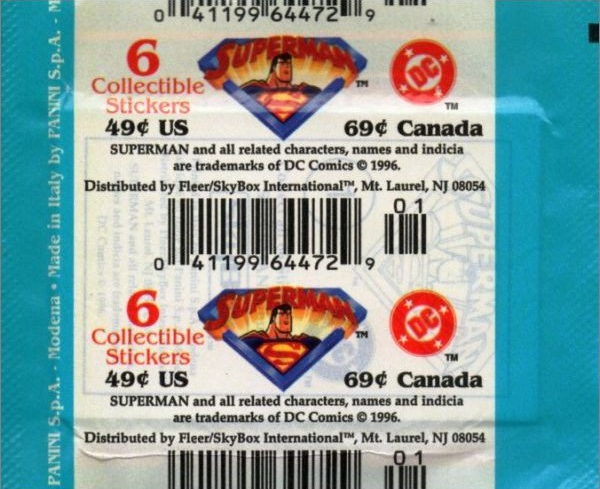 0 41199 64472 9
6
Collectible
Stickers
49¢ US
SUPERMAN
TM
DC
TM
69¢ Canada
SUPERMAN and all related characters, names and indicia
are trademarks of DC Comics © 1996.
Distributed by Fleer/SkyBox International™, Mt. Laurel, NJ 08054
01
0 41199 64472 9
6
Collectible
Stickers
49¢ US
SUPERMAN
TM
DC
TM
69¢ Canada
SUPERMAN and all related characters, names and indicia
are trademarks of DC Comics © 1996.
Distributed by Fleer/SkyBox International™, Mt. Laurel, NJ 08054
01
PANINI S.p.A. - Modena • Made in Italy by PANINI S.p.A. - M